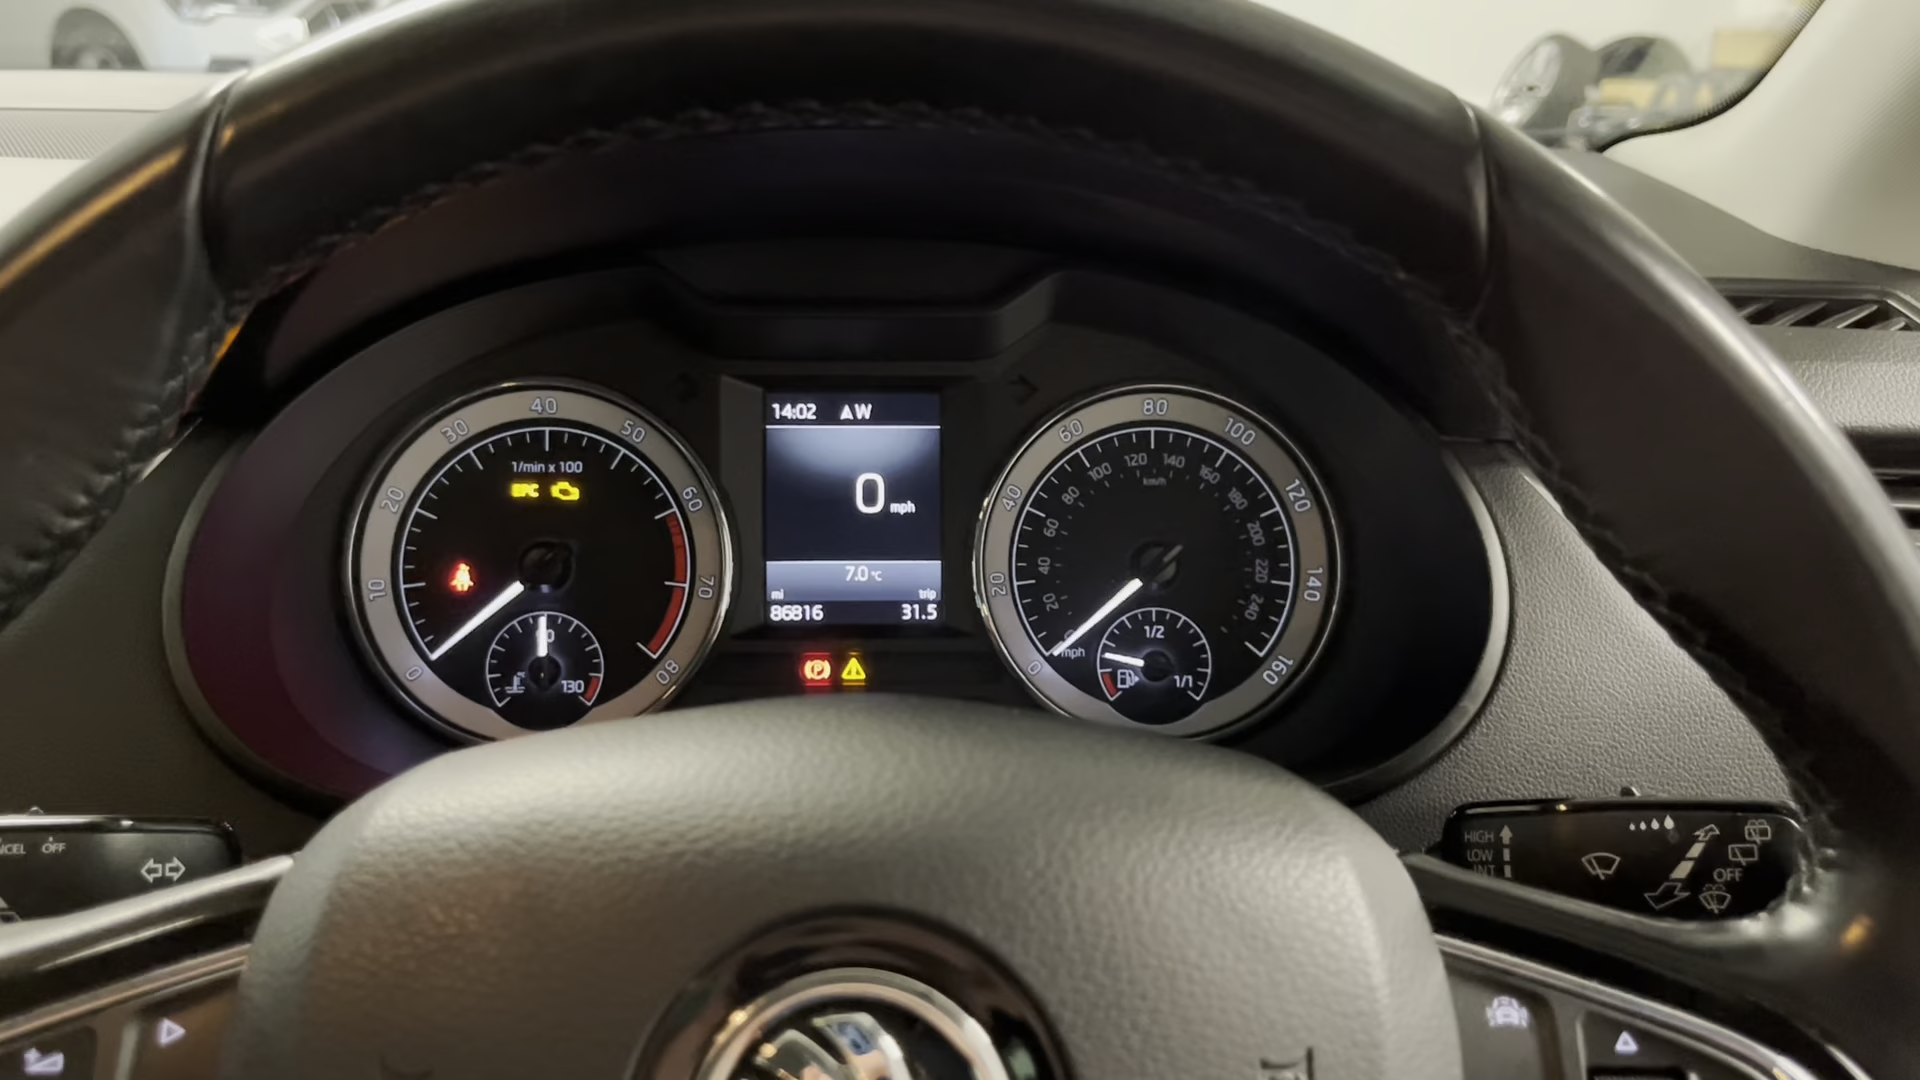 14:02 W
0 mph
7.0 °C
mi trip
86816 31.5
0 10 20 30 40 50 60 70 80
1/min x 100
EPC
130
0 20 40 60 80 100 120 140 160
20 40 60 80 100 120 140 160 180 200 220 240
km/h
mph
1/2
1/1
OFF
HIGH
LOW
INT
OFF